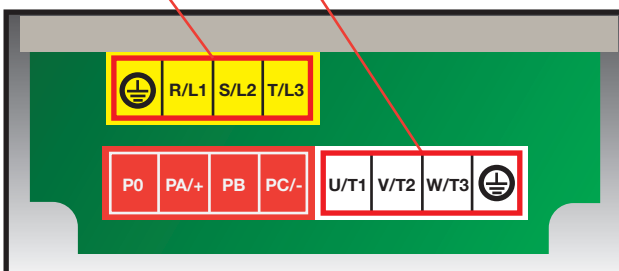 R/L1 S/L2 T/L3
P0 PA/+ PB PC/- U/T1 V/T2 W/T3